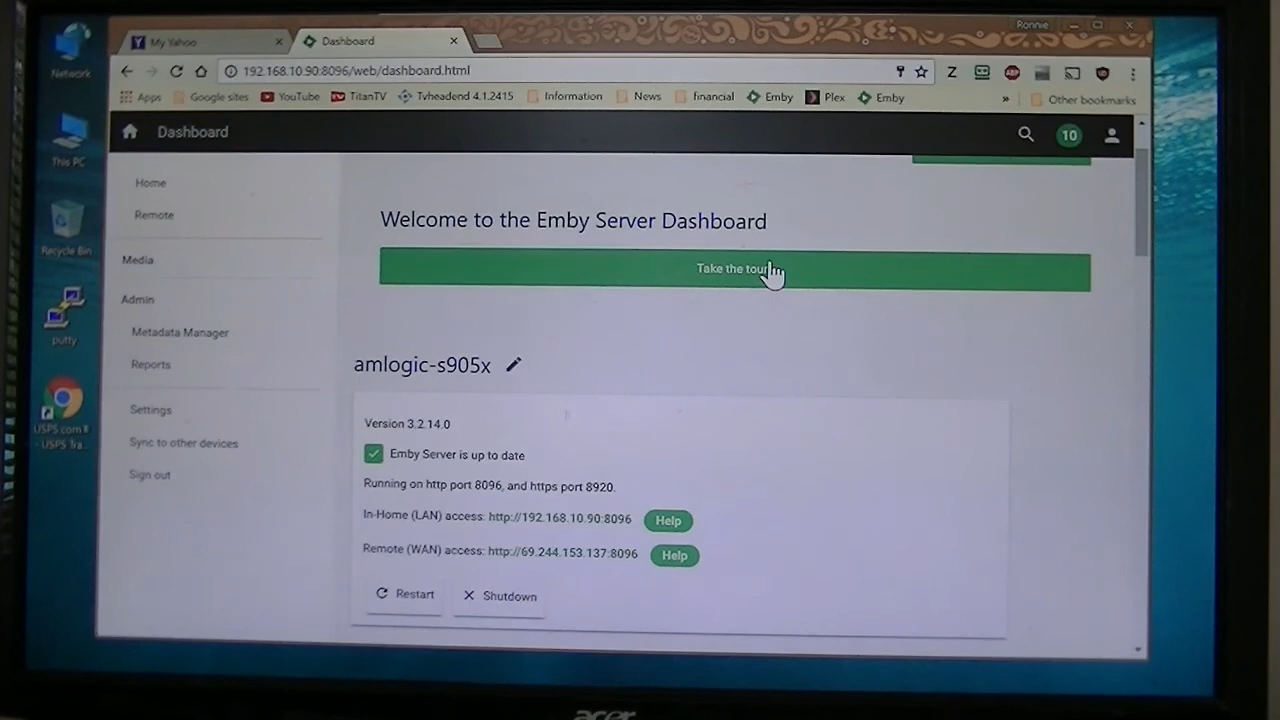 Ronnie
My Yahoo
Dashboard
192.168.10.90:8096/web/dashboard.html
Z
ABP
Apps Google sites YouTube TitanTV Tvheadend 4.1.2415 Information News financial Emby Plex Emby » Other bookmarks
Dashboard
10
Network
This PC
Recycle Bin
putty
USPS.com®
- USPS Tra...
Home
Remote
Media
Admin
Metadata Manager
Reports
Settings
Sync to other devices
Sign out
Welcome to the Emby Server Dashboard
Take the tour
amlogic-s905x
Version 3.2.14.0
Emby Server is up to date
Running on http port 8096, and https port 8920.
In-Home (LAN) access: http://192.168.10.90:8096 Help
Remote (WAN) access: http://69.244.153.137:8096 Help
Restart Shutdown
acer